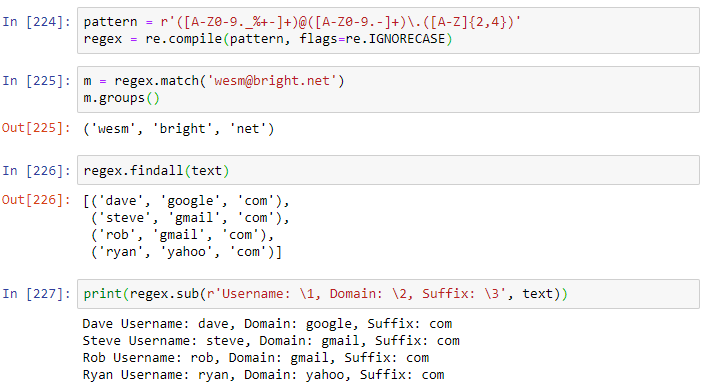 In [224]: pattern = r'([A-Z0-9._%+-]+)@([A-Z0-9.-]+)\.([A-Z]{2,4})'
regex = re.compile(pattern, flags=re.IGNORECASE)
In [225]: m = regex.match('wesm@bright.net')
m.groups()
Out[225]: ('wesm', 'bright', 'net')
In [226]: regex.findall(text)
Out[226]: [('dave', 'google', 'com'),
('steve', 'gmail', 'com'),
('rob', 'gmail', 'com'),
('ryan', 'yahoo', 'com')]
In [227]: print(regex.sub(r'Username: \1, Domain: \2, Suffix: \3', text))
Dave Username: dave, Domain: google, Suffix: com
Steve Username: steve, Domain: gmail, Suffix: com
Rob Username: rob, Domain: gmail, Suffix: com
Ryan Username: ryan, Domain: yahoo, Suffix: com